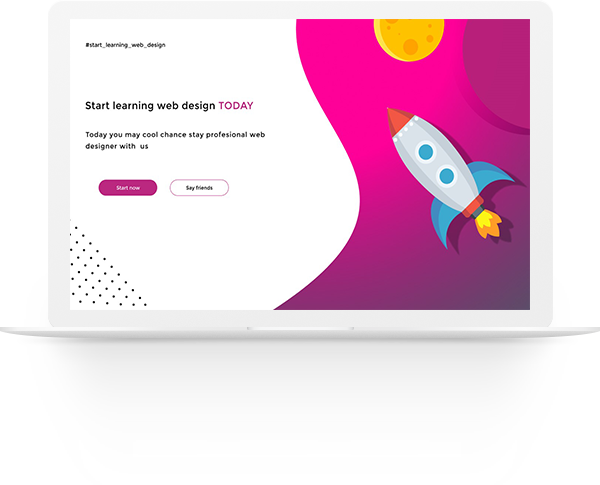 #start_learning_web_design
Start learning web design TODAY
Today you may cool chance stay profesional web
designer with us
Start now
Say friends